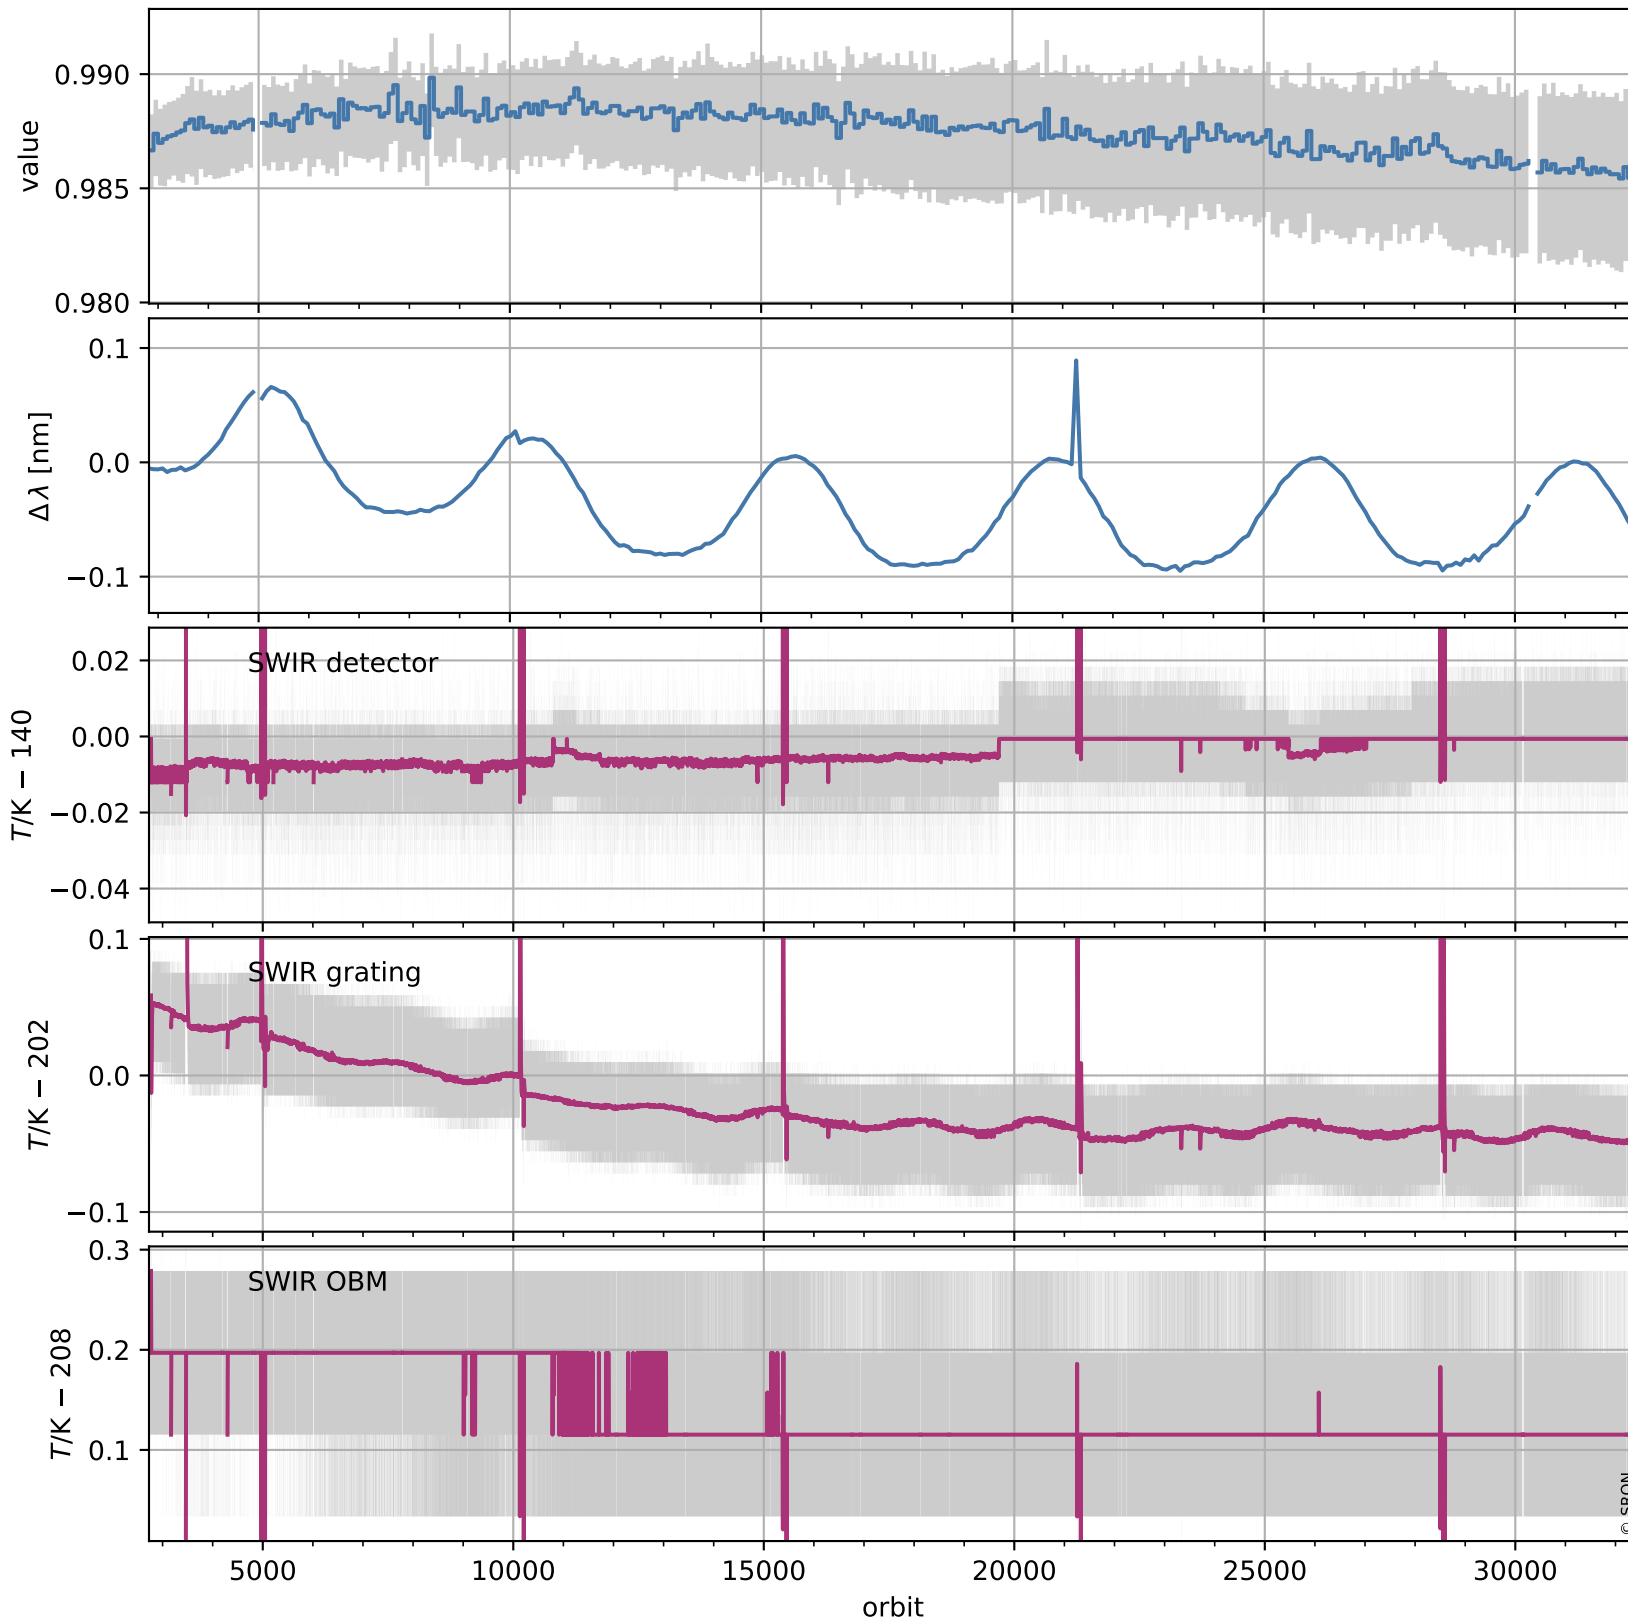 0.990
0.985
0.980
value
0.1
0.0
−0.1
Δλ [nm]
SWIR detector
0.02
0.00
−0.02
−0.04
T/K − 140
SWIR grating
0.1
0.0
−0.1
T/K − 202
SWIR OBM
0.3
0.2
0.1
T/K − 208
© SRON
5000 10000 15000 20000 25000 30000
orbit